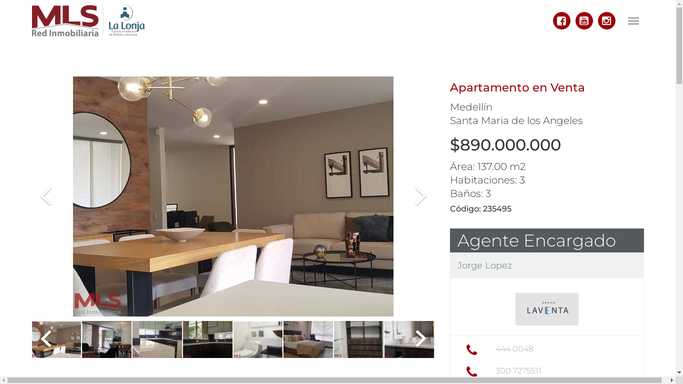 MLS
Red Inmobiliaria
La Lonja
Apartamento en Venta
Medellín
Santa Maria de los Angeles
$890.000.000
Área: 137.00 m2
Habitaciones: 3
Baños: 3
Código: 235495
Agente Encargado
Jorge Lopez
LAVENTA
444 0048
300 7275511
MLS